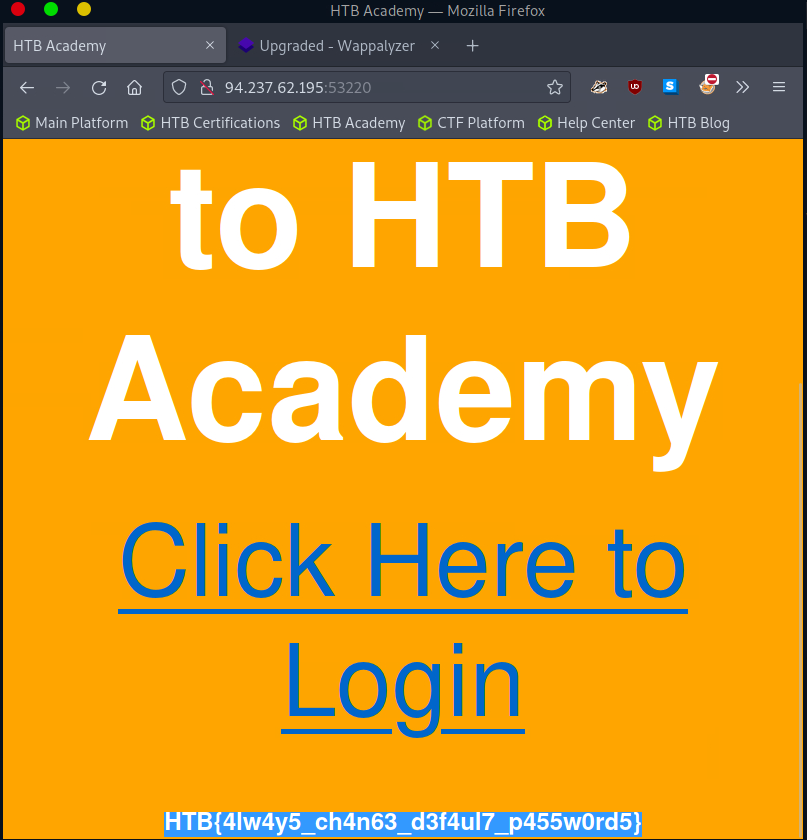 HTB Academy — Mozilla Firefox
HTB Academy
Upgraded - Wappalyzer
94.237.62.195:53220
Main Platform HTB Certifications HTB Academy CTF Platform Help Center HTB Blog
to HTB
Academy
Click Here to
Login
HTB{4lw4y5_ch4n63_d3f4ul7_p455w0rd5}